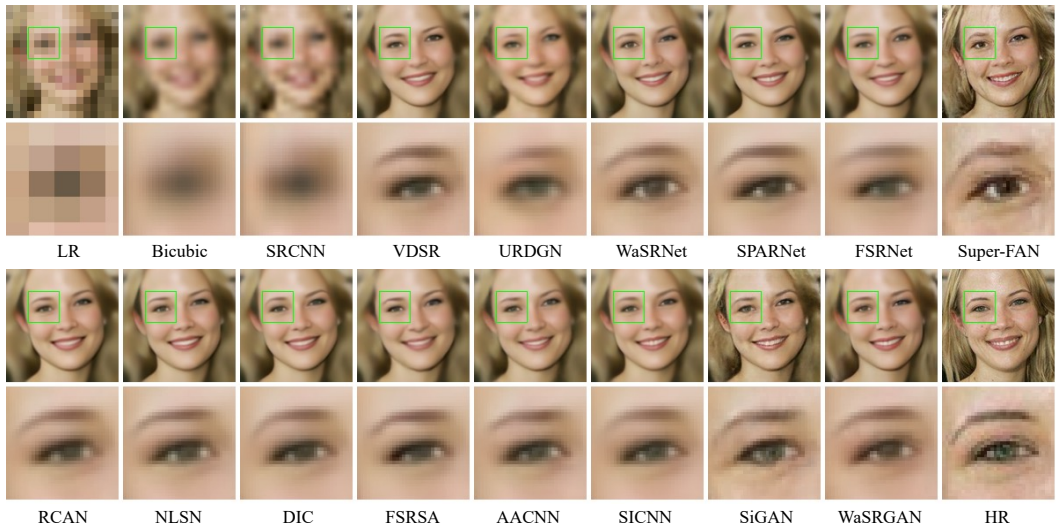 LR Bicubic SRCNN VDSR URDGN WaSRNet SPARNet FSRNet Super-FAN
RCAN NLSN DIC FSRSA AACNN SICNN SiGAN WaSRGAN HR